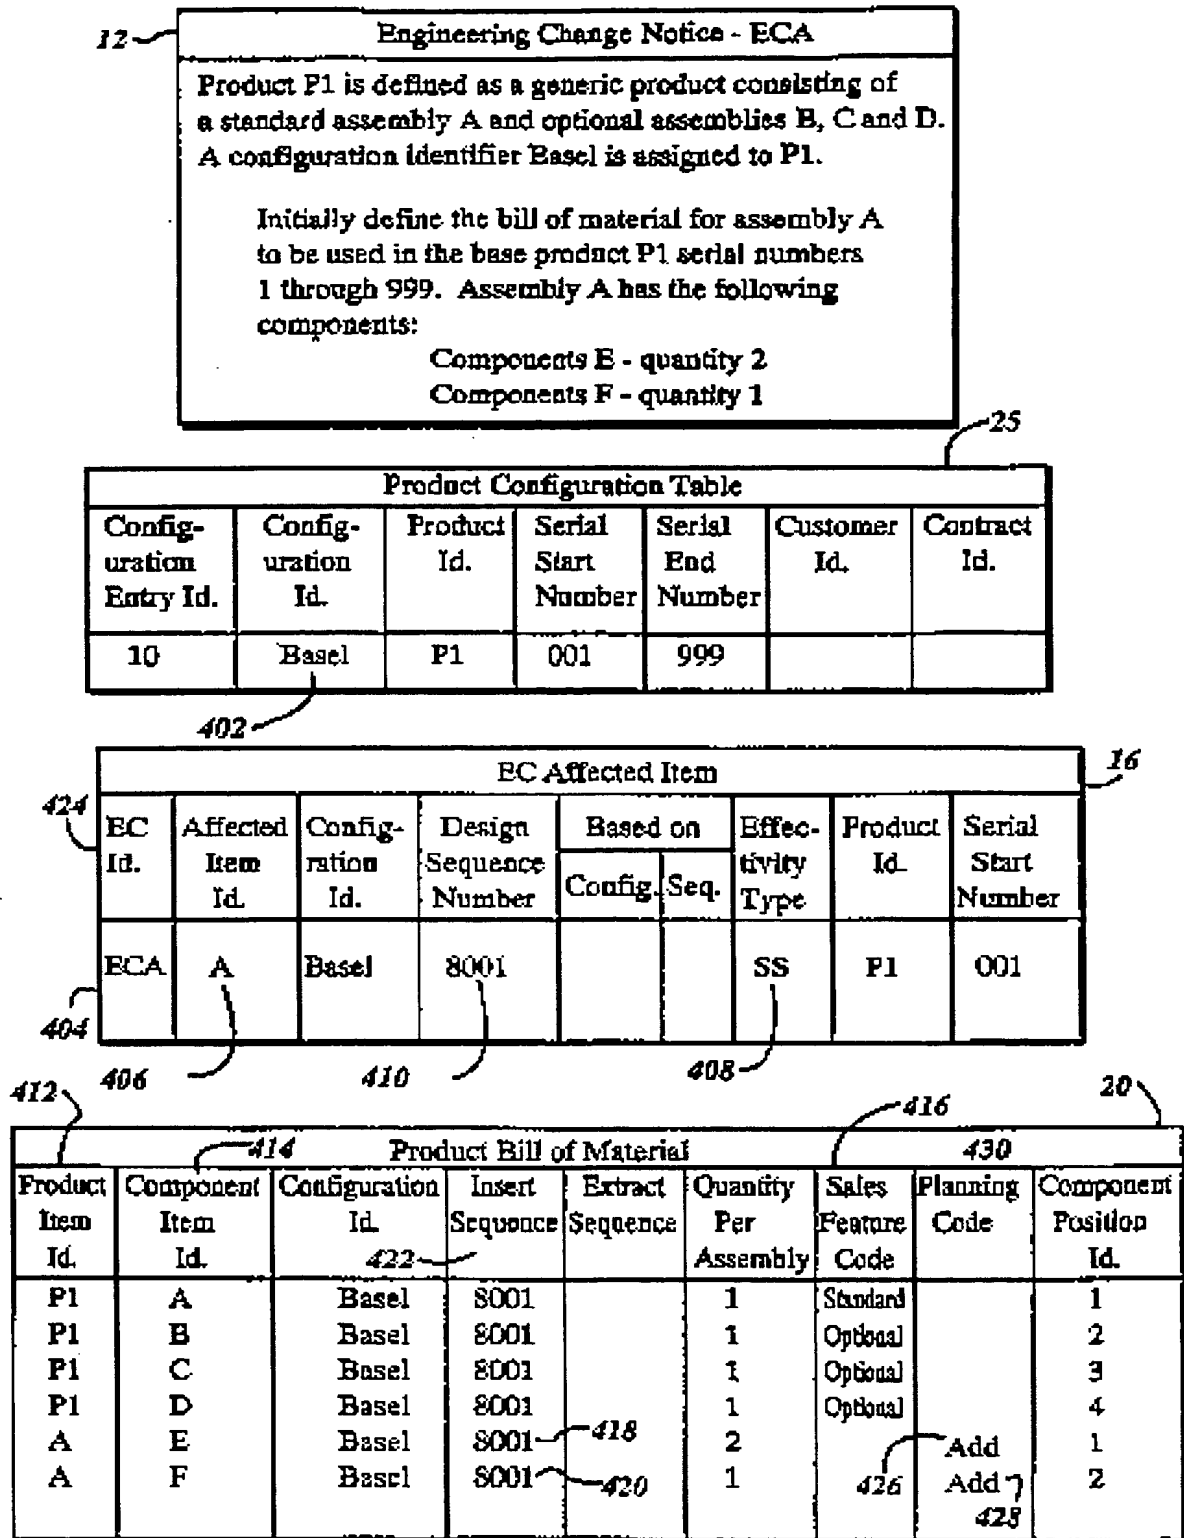 12
Engineering Change Notice - ECA
Product P1 is defined as a generic product consisting of
a standard assembly A and optional assemblies B, C and D.
A configuration identifier Basel is assigned to P1.
Initially define the bill of material for assembly A
to be used in the base product P1 serial numbers
1 through 999. Assembly A has the following
components:
Components E - quantity 2
Components F - quantity 1
25
Product Configuration Table
Config- Config- Product Serial Serial Customer Contract
uration uration Id. Start End Id. Id.
Entry Id. Id. Number Number
10 Basel P1 001 999
402
EC Affected Item 16
424
EC Affected Config- Design Based on Effec- Product Serial
Id. Item ration Sequence Config. Seq. tivity Id. Start
Id. Id. Number Type Number
ECA A Basel 8001 SS P1 001
404
406 410 408
412 416 20
414 Product Bill of Material 430
Product Component Configuration Insert Extract Quantity Sales Planning Component
Item Item Id. Sequence Sequence Per Feature Code Position
Id. Id. 422 Assembly Code Id.
P1 A Basel 8001 1 Standard 1
P1 B Basel 8001 1 Optional 2
P1 C Basel 8001 1 Optional 3
P1 D Basel 8001 1 Optional 4
A E Basel 8001 418 2 Add 1
A F Basel 8001 420 1 426 Add 2
428